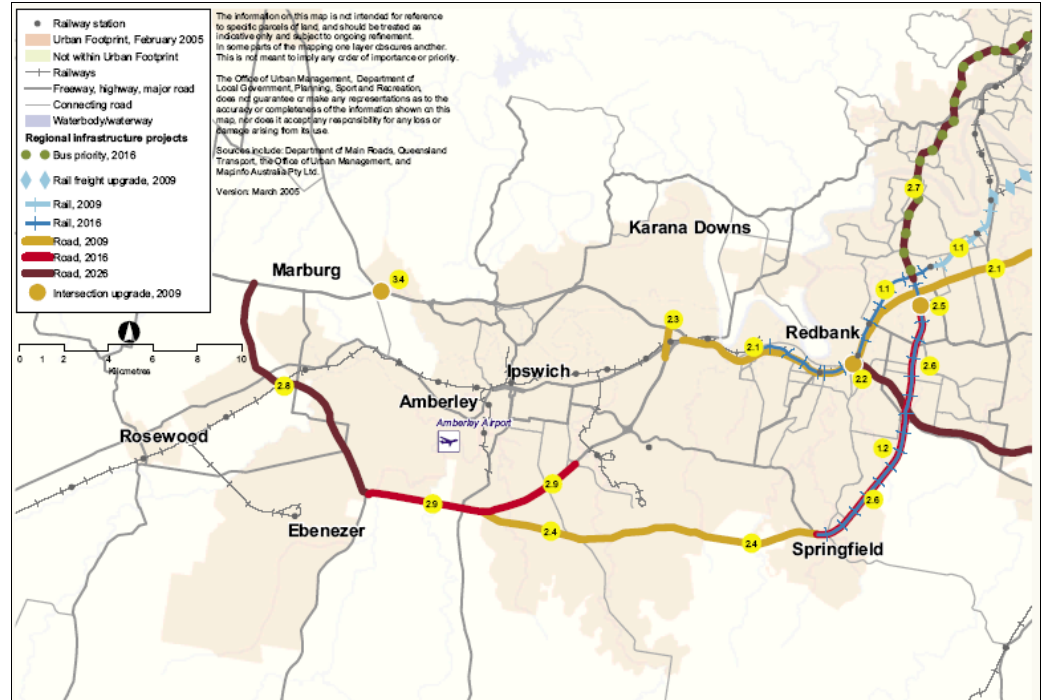 Railway station
Urban Footprint, February 2005
Not within Urban Footprint
Railways
Freeway, highway, major road
Connecting road
Waterbody/waterway
Regional infrastructure projects
Bus priority, 2016
Rail freight upgrade, 2009
Rail, 2009
Rail, 2016
Road, 2009
Road, 2016
Road, 2026
Intersection upgrade, 2009
The information on this map is not intended for reference
to specific parcels of land, and should be treated as
indicative only and subject to ongoing refinement.
In some parts of the mapping one layer obscures another.
This is not meant to imply any order of importance or priority.
The Office of Urban Management, Department of
Local Government, Planning, Sport and Recreation,
does not guarantee or make any representations as to the
accuracy or completeness of the information shown on this
map, nor does it accept any responsibility for any loss or
damage arising from its use.
Sources include: Department of Main Roads, Queensland
Transport, the Office of Urban Management, and
MapInfo Australia Pty Ltd.
Version: March 2005
0 2 4 6 8 10
Kilometres
2.7
Karana Downs
1.1
2.1
Marburg
3.4
1.1
2.5
2.3
Redbank
2.1
2.6
Ipswich
2.2
2.8
Amberley
Amberley Airport
Rosewood
1.2
2.9
2.9
2.6
Ebenezer
2.4
2.4
Springfield